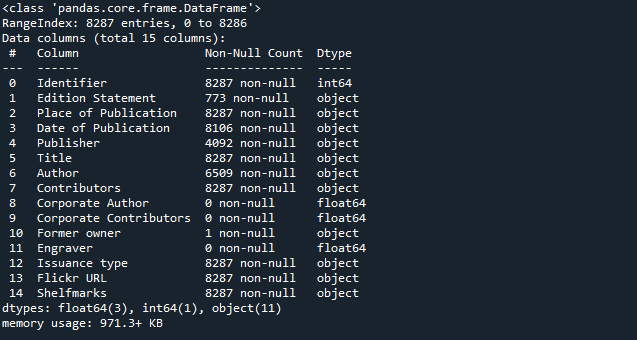 <class 'pandas.core.frame.DataFrame'>
RangeIndex: 8287 entries, 0 to 8286
Data columns (total 15 columns):
 #   Column                  Non-Null Count  Dtype
---  ------                  --------------  -----
 0   Identifier              8287 non-null   int64
 1   Edition Statement       773 non-null    object
 2   Place of Publication    8287 non-null   object
 3   Date of Publication     8106 non-null   object
 4   Publisher               4092 non-null   object
 5   Title                   8287 non-null   object
 6   Author                  6509 non-null   object
 7   Contributors            8287 non-null   object
 8   Corporate Author        0 non-null      float64
 9   Corporate Contributors  0 non-null      float64
 10  Former owner            1 non-null      object
 11  Engraver                0 non-null      float64
 12  Issuance type           8287 non-null   object
 13  Flickr URL              8287 non-null   object
 14  Shelfmarks              8287 non-null   object
dtypes: float64(3), int64(1), object(11)
memory usage: 971.3+ KB